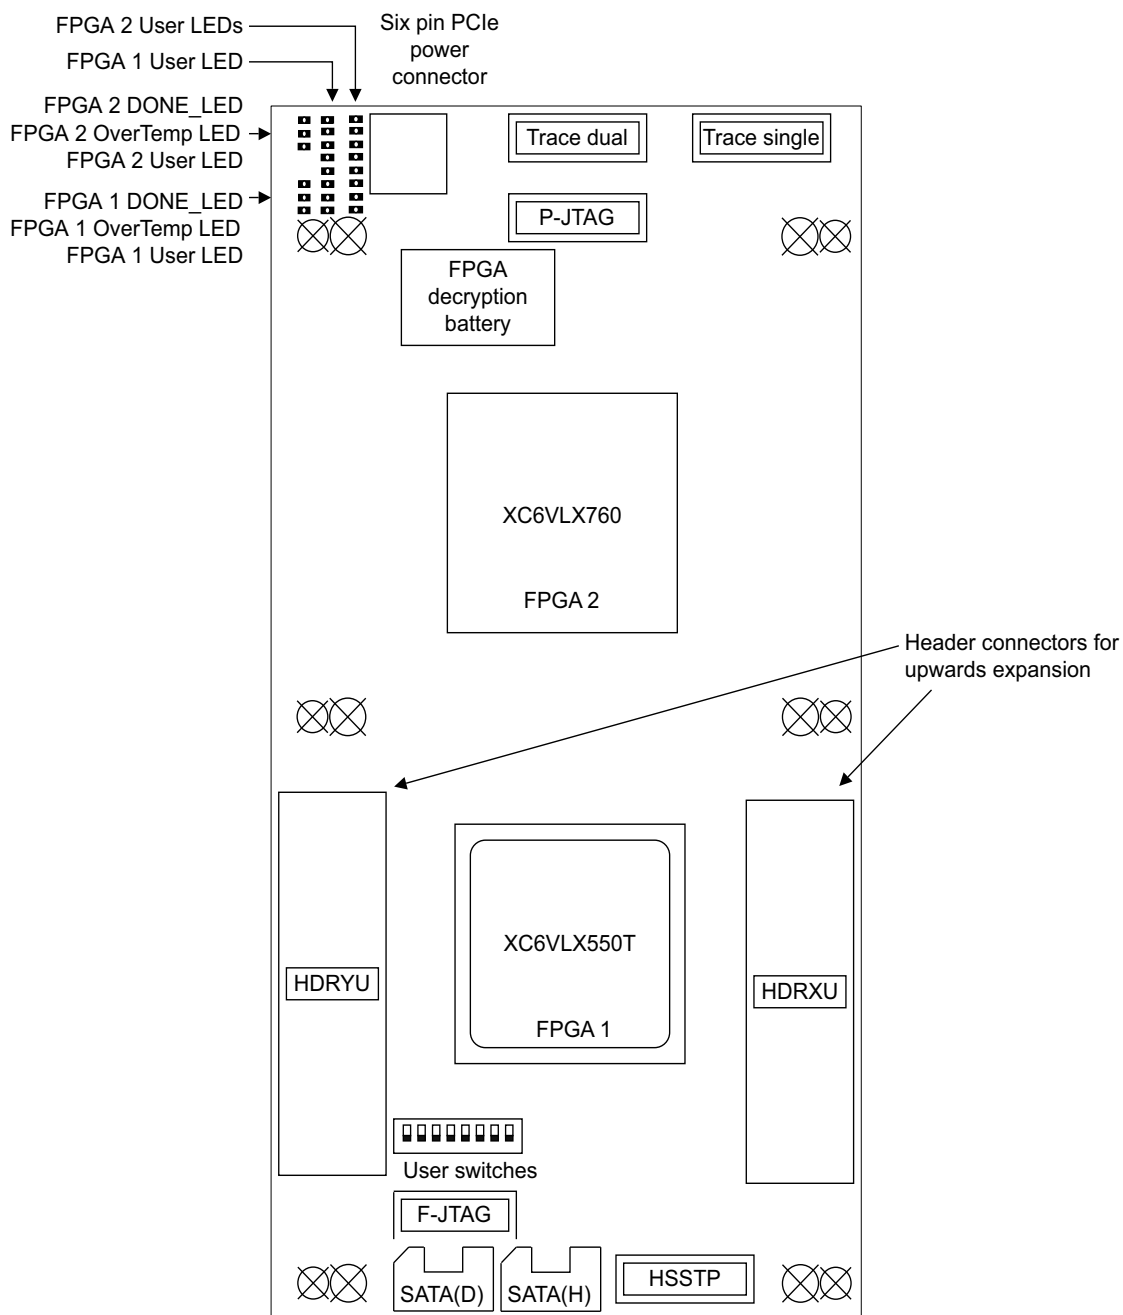 FPGA 2 User LEDs
Six pin PCIe
power
connector
FPGA 1 User LED
FPGA 2 DONE_LED
FPGA 2 OverTemp LED
FPGA 2 User LED
FPGA 1 DONE_LED
FPGA 1 OverTemp LED
FPGA 1 User LED
Trace dual
Trace single
P-JTAG
FPGA
decryption
battery
XC6VLX760
FPGA 2
Header connectors for
upwards expansion
XC6VLX550T
FPGA 1
HDRYU
HDRXU
User switches
F-JTAG
SATA(D)
SATA(H)
HSSTP